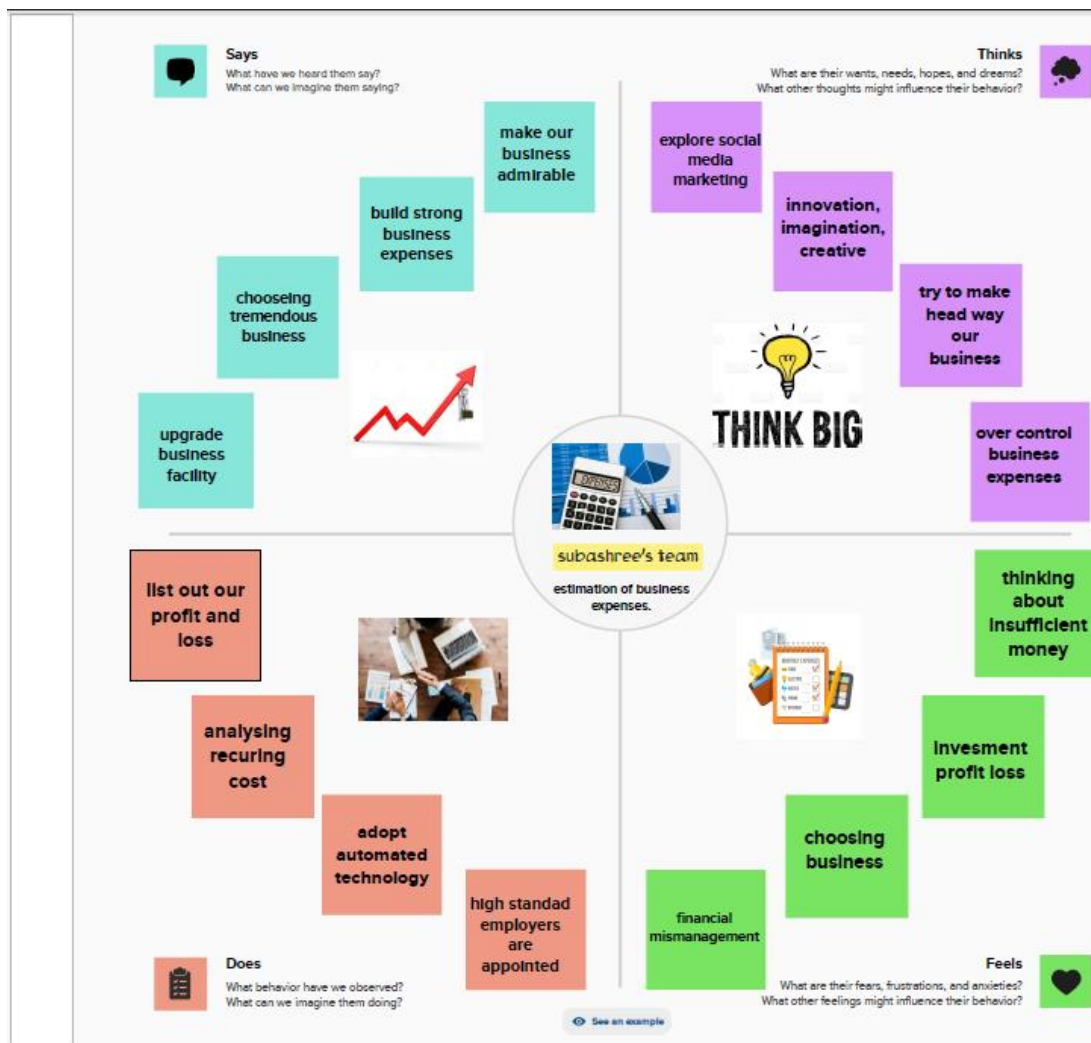 Says
What have we heard them say?
What can we imagine them saying?
Thinks
What are their wants, needs, hopes, and dreams?
What other thoughts might influence their behavior?
make our
business
admirable
build strong
business
expenses
chooseing
tremendous
business
upgrade
business
facility
explore social
media
marketing
innovation,
imagination,
creative
try to make
head way
our
business
over control
business
expenses
THINK BIG
EXPENSES
subashree's team
estimation of business
expenses.
list out our
profit and
loss
analysing
recuring
cost
adopt
automated
technology
high standad
employers
are
appointed
thinking
about
insufficient
money
invesment
profit loss
choosing
business
financial
mismanagement
MONTHLY EXPENSES
Does
What behavior have we observed?
What can we imagine them doing?
Feels
What are their fears, frustrations, and anxieties?
What other feelings might influence their behavior?
See an example